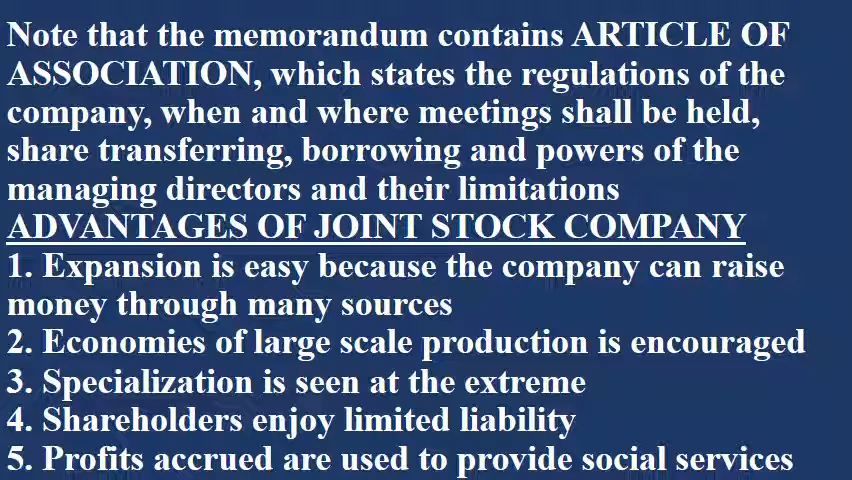 Note that the memorandum contains ARTICLE OF
ASSOCIATION, which states the regulations of the
company, when and where meetings shall be held,
share transferring, borrowing and powers of the
managing directors and their limitations
ADVANTAGES OF JOINT STOCK COMPANY
1. Expansion is easy because the company can raise
money through many sources
2. Economies of large scale production is encouraged
3. Specialization is seen at the extreme
4. Shareholders enjoy limited liability
5. Profits accrued are used to provide social services